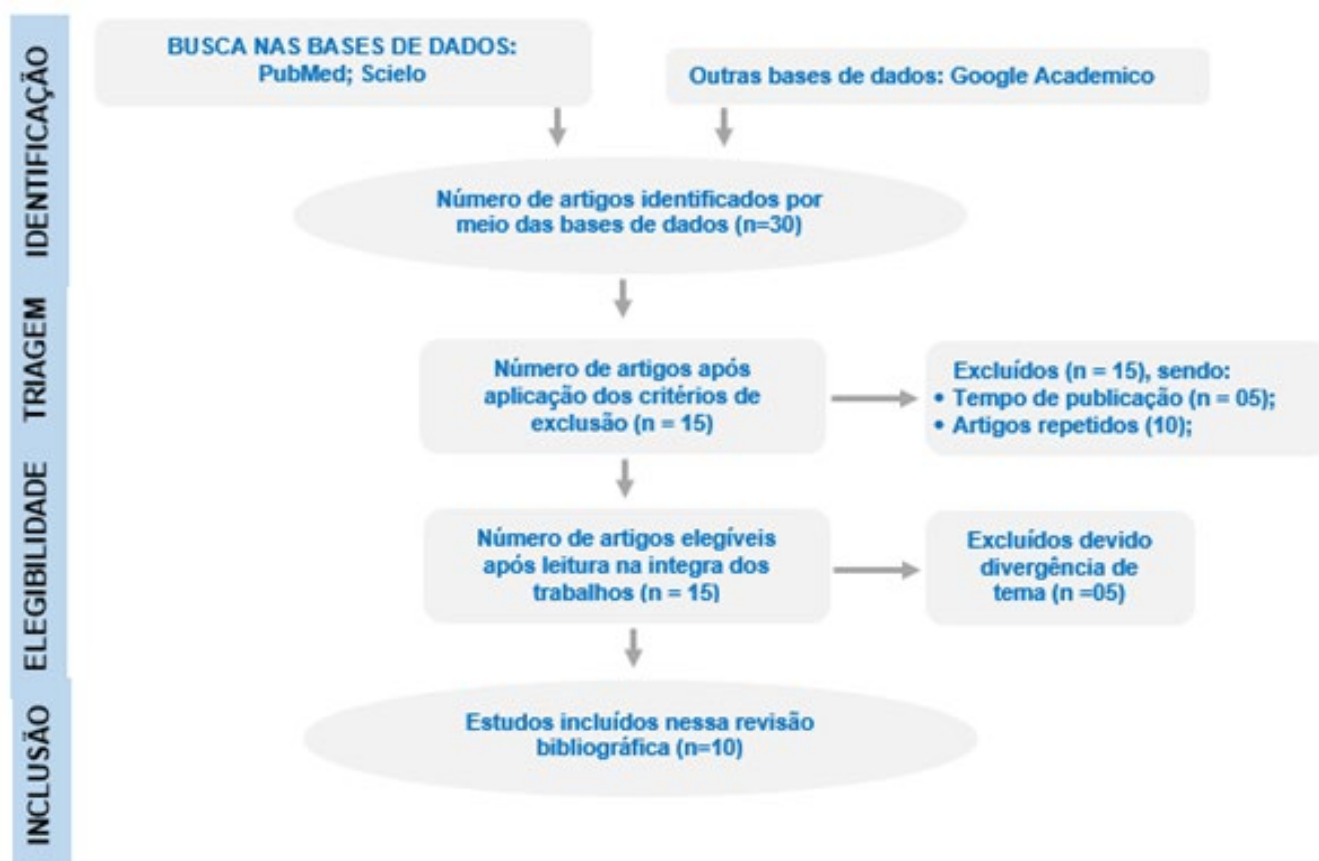 IDENTIFICAÇÃO
BUSCA NAS BASES DE DADOS:
PubMed; Scielo
Outras bases de dados: Google Academico
Número de artigos identificados por
meio das bases de dados (n=30)
TRIAGEM
Número de artigos após
aplicação dos critérios de
exclusão (n = 15)
Excluídos (n = 15), sendo:
• Tempo de publicação (n = 05);
• Artigos repetidos (10);
ELEGIBILIDADE
Número de artigos elegíveis
após leitura na integra dos
trabalhos (n = 15)
Excluídos devido
divergência de
tema (n =05)
INCLUSÃO
Estudos incluídos nessa revisão
bibliográfica (n=10)